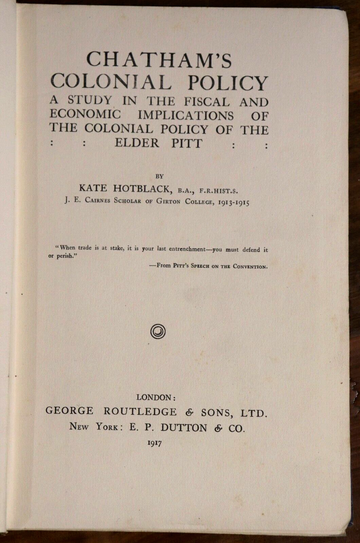 CHATHAM'S
COLONIAL POLICY
A STUDY IN THE FISCAL AND
ECONOMIC IMPLICATIONS OF
THE COLONIAL POLICY OF THE
: : ELDER PITT : :
BY
KATE HOTBLACK, B.A., F.R.HIST.S.
J. E. CAIRNES SCHOLAR OF GIRTON COLLEGE, 1913-1915
"When trade is at stake, it is your last entrenchment—you must defend it
or perish."
—FROM PITT'S SPEECH ON THE CONVENTION.
LONDON:
GEORGE ROUTLEDGE & SONS, LTD.
NEW YORK: E. P. DUTTON & CO.
1917